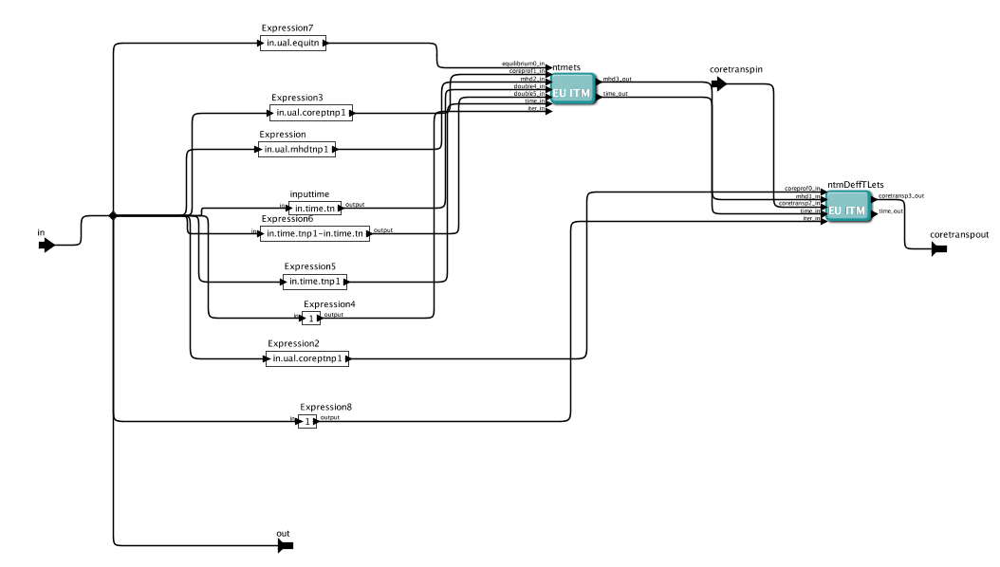 Expression7
in.ual.equitn
equilibrium0_in
coreprof1_in
mhd2_in
double4_in
double5_in
time_in
iter_in
ntmets
EU ITM
mhd3_out
time_out
coretranspin
Expression3
in.ual.coreptnp1
Expression
in.ual.mhdtnp1
inputtime
in
in.time.tn
output
Expression6
in
in.time.tnp1-in.time.tn
output
in
Expression5
in.time.tnp1
Expression4
in
1
output
Expression2
in.ual.coreptnp1
Expression8
in
1
output
ntmDeffTLets
coreprof0_in
mhd1_in
coretransp2_in
time_in
iter_in
EU ITM
coretransp3_out
time_out
coretranspout
out